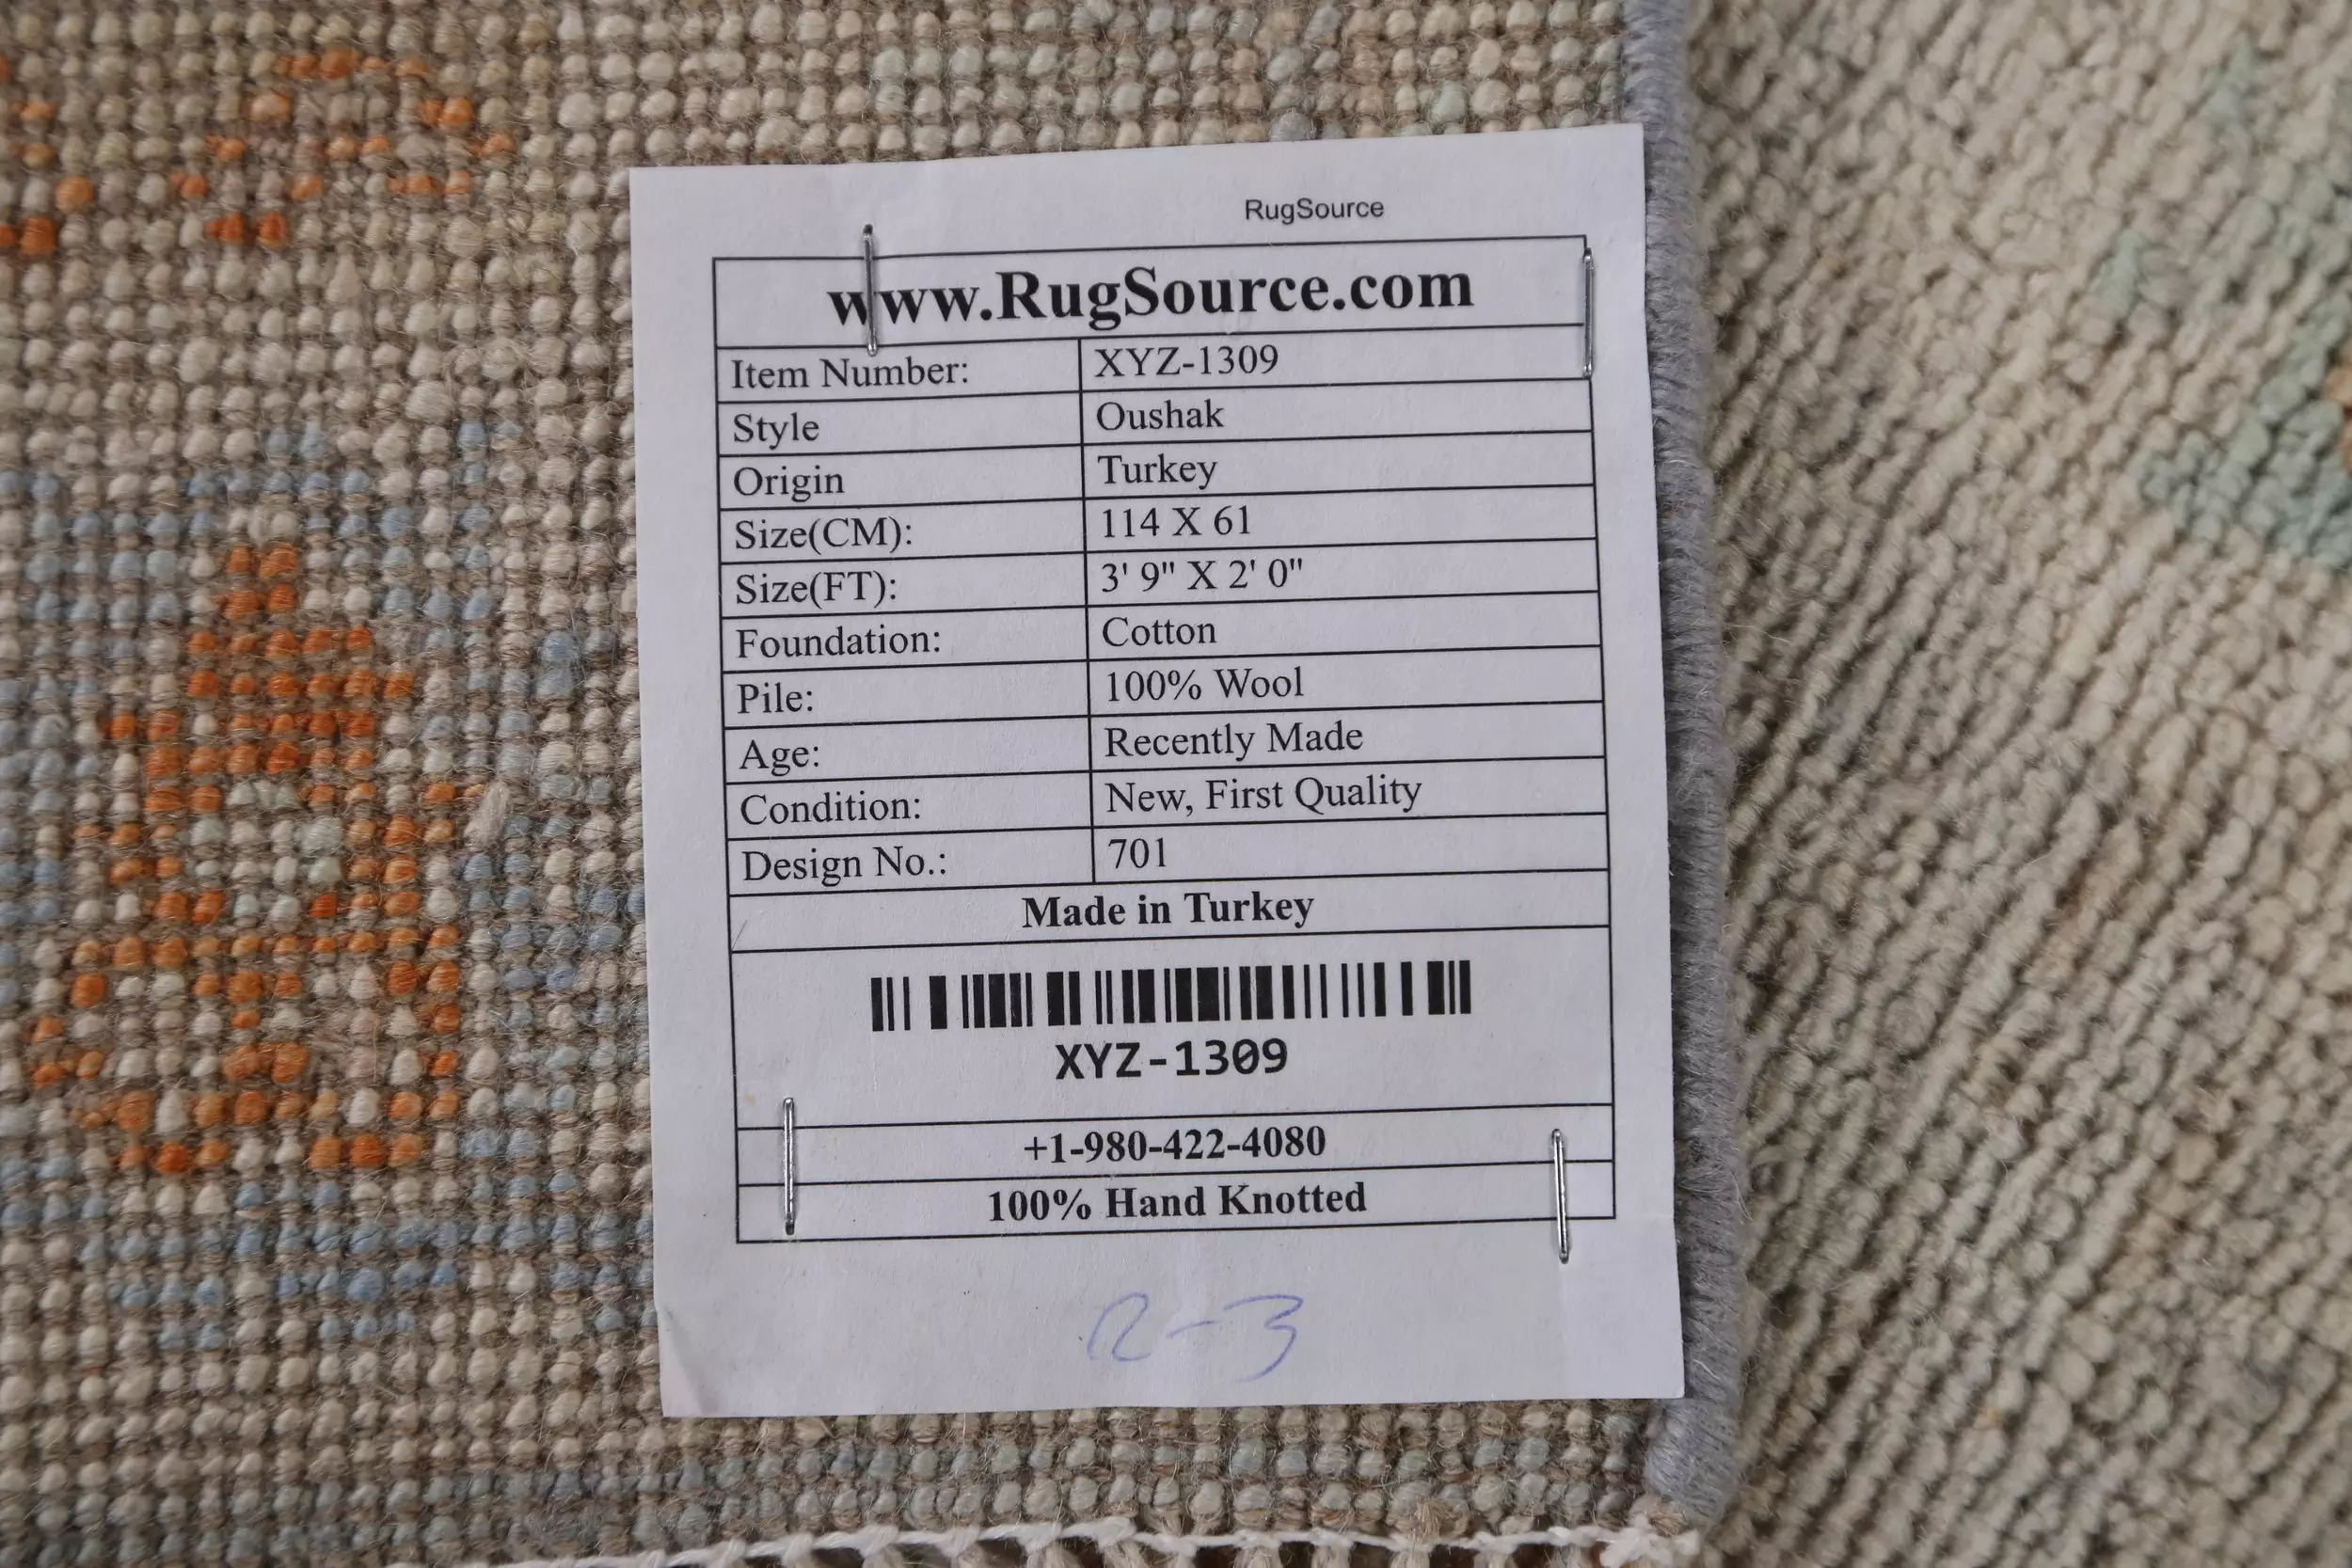 RugSource
www.RugSource.com
Item Number: XYZ-1309
Style Oushak
Origin Turkey
Size(CM): 114 X 61
Size(FT): 3' 9" X 2' 0"
Foundation: Cotton
Pile: 100% Wool
Age: Recently Made
Condition: New, First Quality
Design No.: 701
Made in Turkey
XYZ-1309
+1-980-422-4080
100% Hand Knotted
R-3